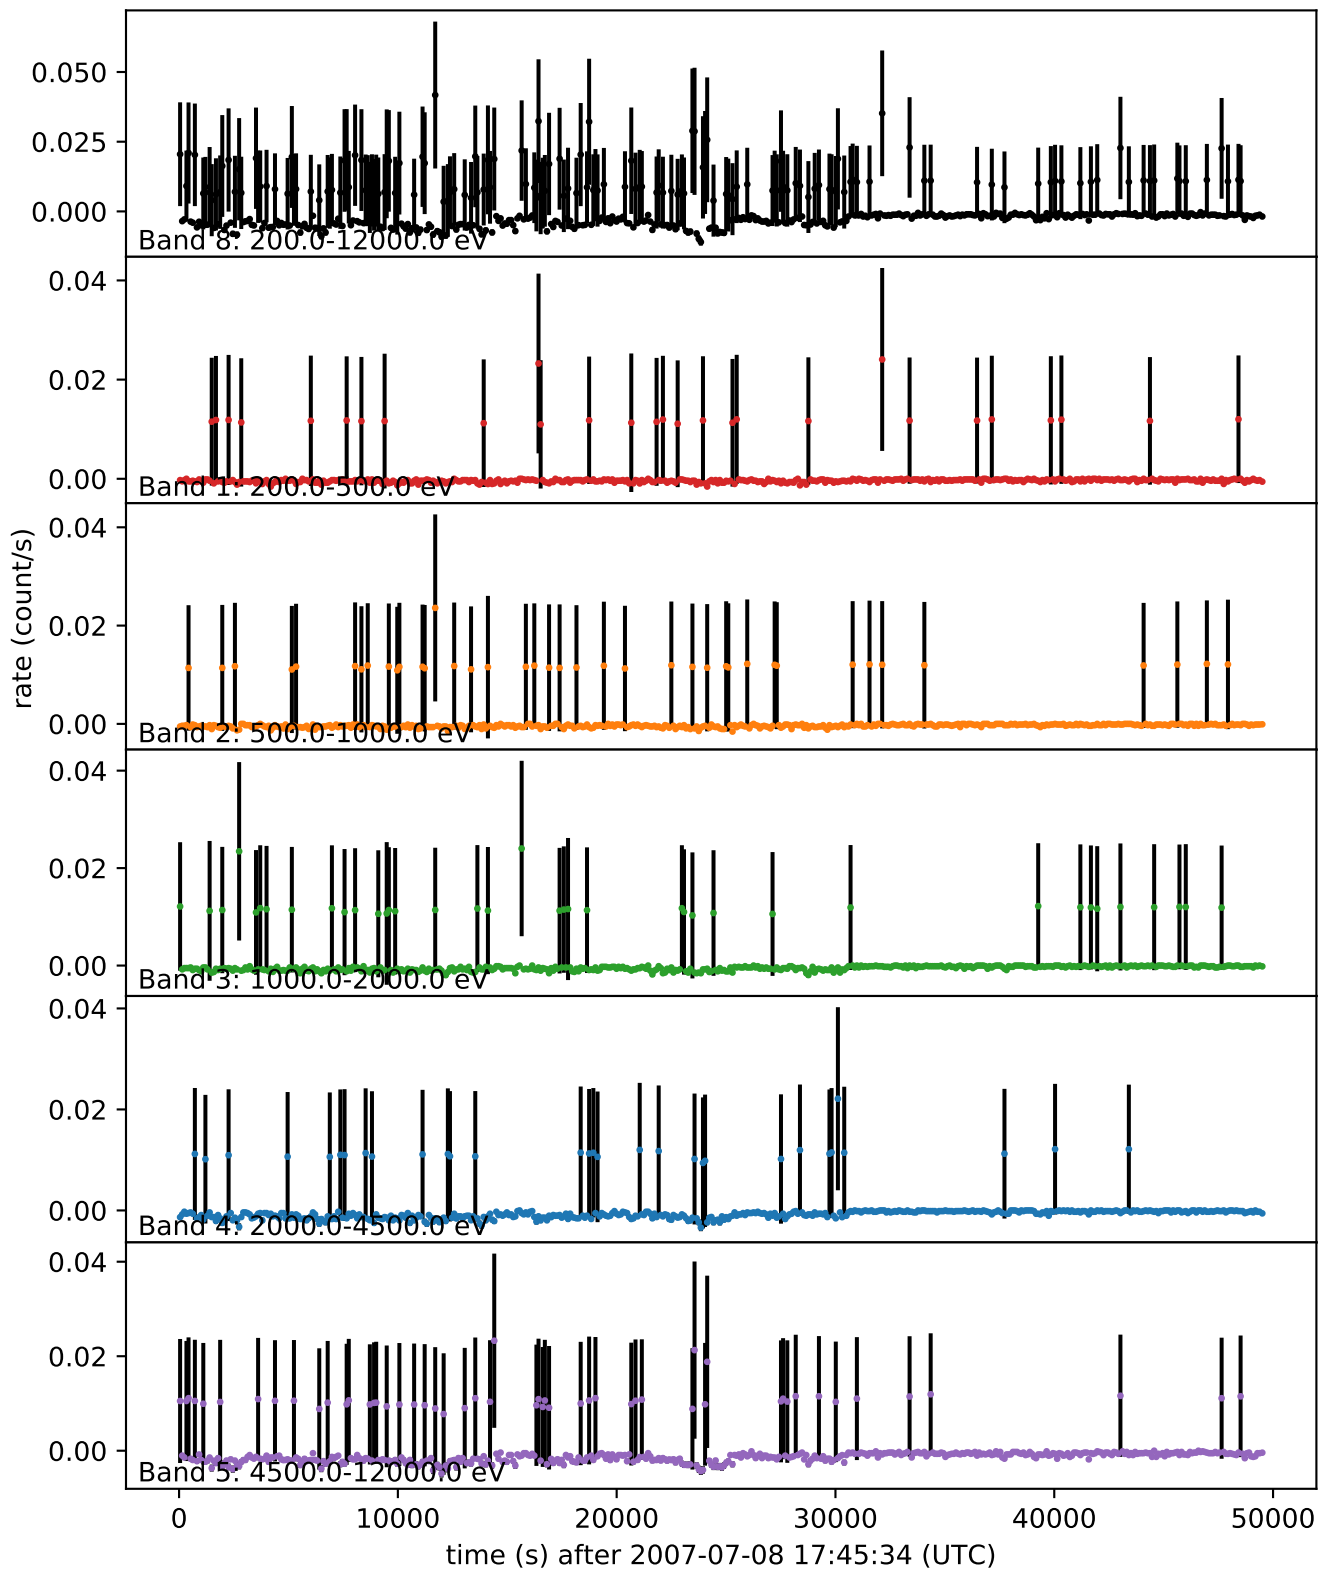 0.050
0.025
0.000
Band 8: 200.0-12000.0 eV
0.04
0.02
0.00
Band 1: 200.0-500.0 eV
0.04
0.02
0.00
Band 2: 500.0-1000.0 eV
rate (count/s)
0.04
0.02
0.00
Band 3: 1000.0-2000.0 eV
0.04
0.02
0.00
Band 4: 2000.0-4500.0 eV
0.04
0.02
0.00
Band 5: 4500.0-12000.0 eV
0 10000 20000 30000 40000 50000
time (s) after 2007-07-08 17:45:34 (UTC)